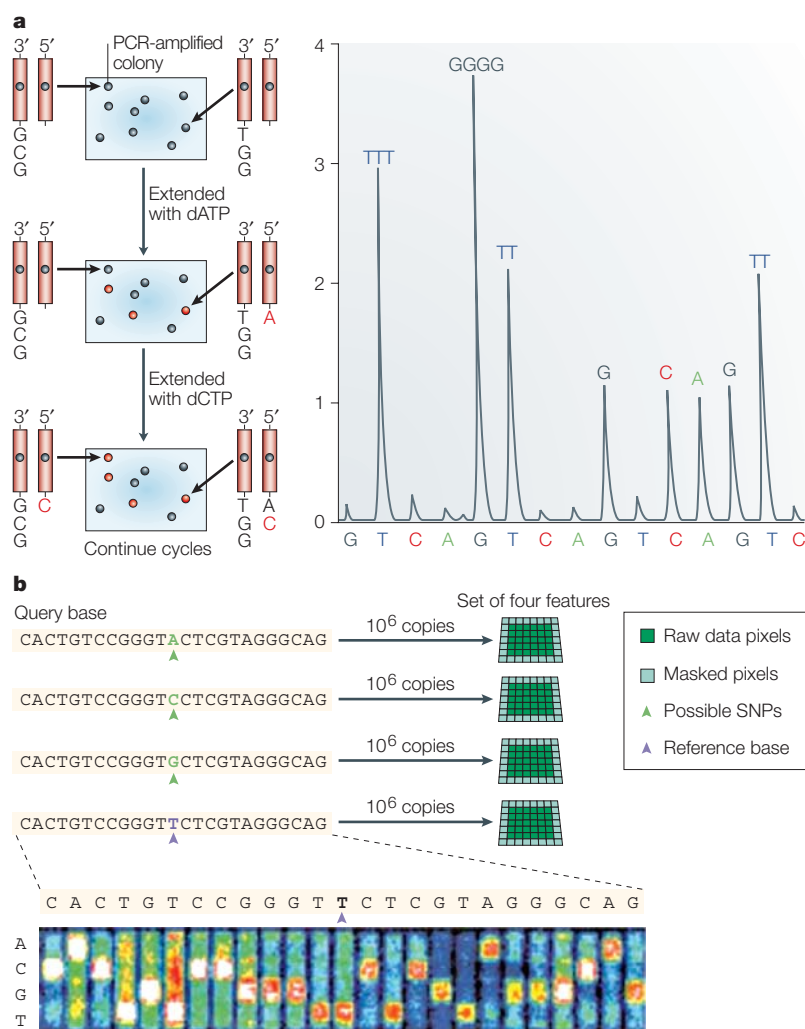 a
3′ 5′
PCR-amplified
colony
3′ 5′
G
C
G
T
G
G
Extended
with dATP
3′ 5′
3′ 5′
G
C
G
T
G
G
A
Extended
with dCTP
3′ 5′
3′ 5′
G
C
G
C
T
G
G
A
C
Continue cycles
4
3
2
1
0
TTT
GGGG
TT
G
C
A
G
TT
G T C A G T C A G T C A G T C
b
Query base
Set of four features
CACTGTCCGGGTACTCGTAGGGCAG
10⁶ copies
CACTGTCCGGGTCCTCGTAGGGCAG
10⁶ copies
CACTGTCCGGGTGCTCGTAGGGCAG
10⁶ copies
CACTGTCCGGGTTCTCGTAGGGCAG
10⁶ copies
Raw data pixels
Masked pixels
Possible SNPs
Reference base
C A C T G T C C G G G T T C T C G T A G G G C A G
A
C
G
T